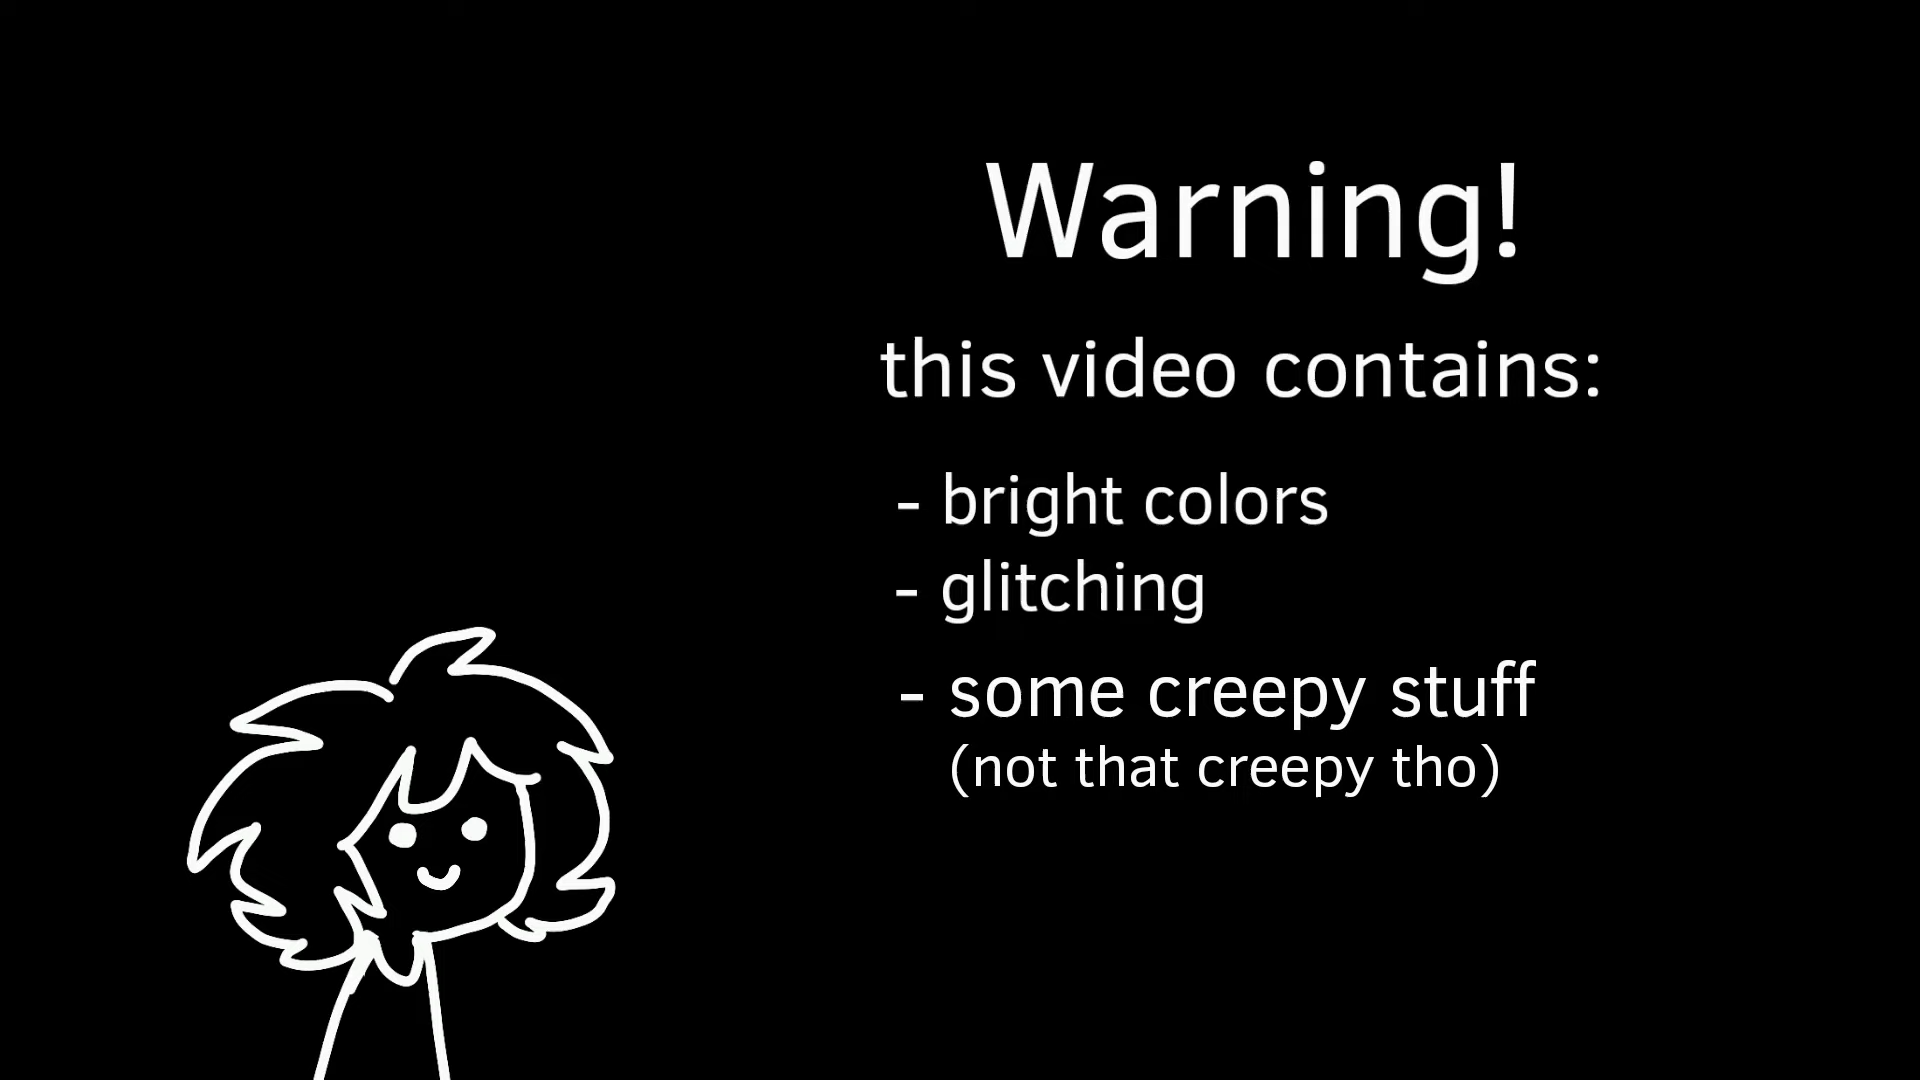 Warning!
this video contains:
- bright colors
- glitching
- some creepy stuff
(not that creepy tho)